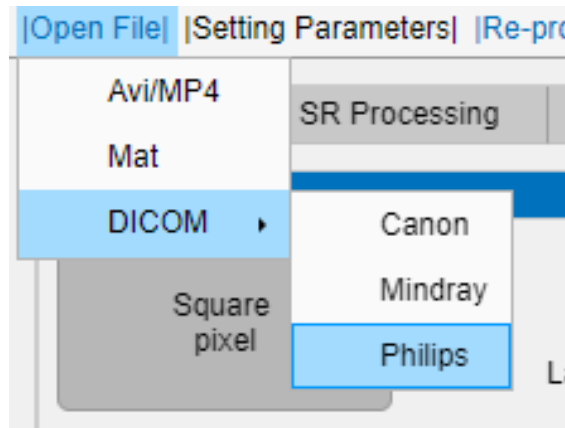 |Open File| |Setting Parameters| |Re-pro
Avi/MP4
SR Processing
Mat
DICOM
Canon
Mindray
Square
pixel
Philips